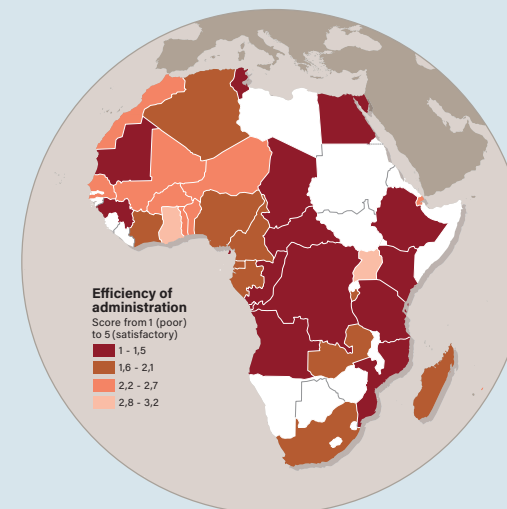 Efficiency of
administration
Score from 1 (poor)
to 5 (satisfactory)
1 - 1,5
1,6 - 2,1
2,2 - 2,7
2,8 - 3,2